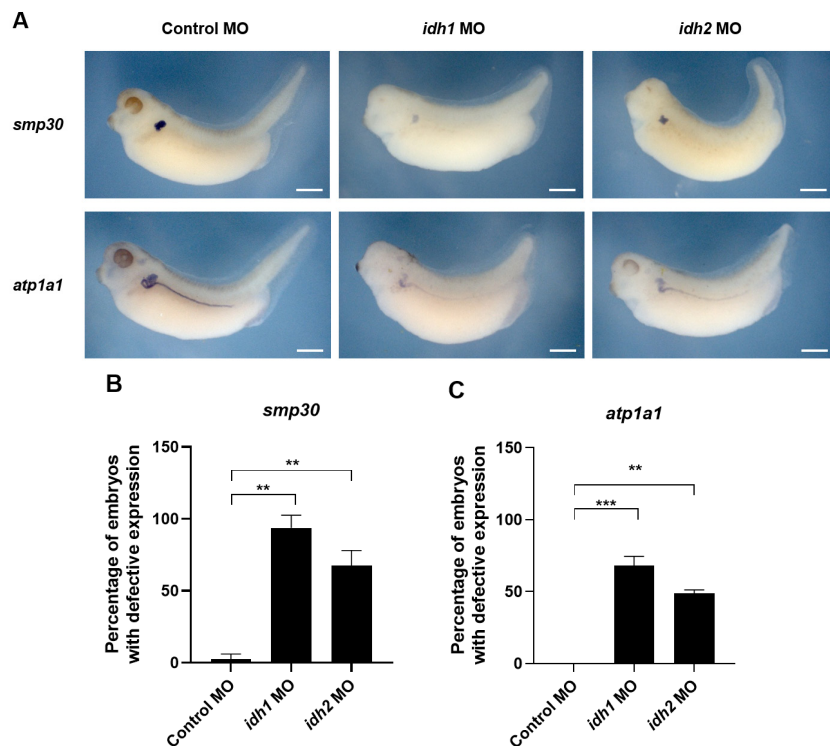 A
Control MO
idh1 MO
idh2 MO
smp30
atp1a1
B
smp30
Percentage of embryos
with defective expression
150
100
50
0
**
**
Control MO
idh1 MO
idh2 MO
C
atp1a1
Percentage of embryos
with defective expression
150
100
50
0
**
***
Control MO
idh1 MO
idh2 MO